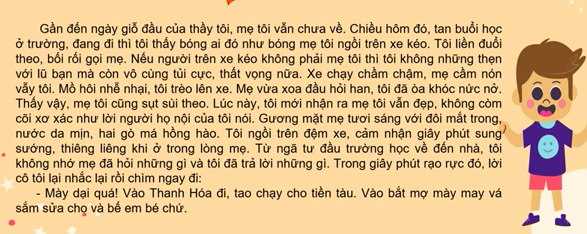 Gần đến ngày giỗ đầu của thầy tôi, mẹ tôi vẫn chưa về. Chiều hôm đó, tan buổi học
ở trường, đang đi thì tôi thấy bóng ai đó như bóng mẹ tôi ngồi trên xe kéo. Tôi liền đuổi
theo, bối rối gọi mẹ. Nếu người trên xe kéo không phải mẹ tôi thì tôi không những thẹn
với lũ bạn mà còn vô cùng tủi cực, thất vọng nữa. Xe chạy chầm chậm, mẹ cầm nón
vẫy tôi. Mồ hôi nhễ nhại, tôi trèo lên xe. Mẹ vừa xoa đầu hỏi han, tôi đã òa khóc nức nở.
Thấy vậy, mẹ tôi cũng sụt sùi theo. Lúc này, tôi mới nhận ra mẹ tôi vẫn đẹp, không còm
cõi xơ xác như lời người họ nội của tôi nói. Gương mặt mẹ tươi sáng với đôi mắt trong,
nước da mịn, hai gò má hồng hào. Tôi ngồi trên đệm xe, cảm nhận giây phút sung
sướng, thiêng liêng khi ở trong lòng mẹ. Từ ngã tư đầu trường học về đến nhà, tôi
không nhớ mẹ đã hỏi những gì và tôi đã trả lời những gì. Trong giây phút rạo rực đó, lời
cô tôi lại nhắc lại rồi chìm ngay đi:
- Mày dại quá! Vào Thanh Hóa đi, tao chạy cho tiền tàu. Vào bắt mợ mày may vá
sắm sửa chọ và bế em bé chứ.